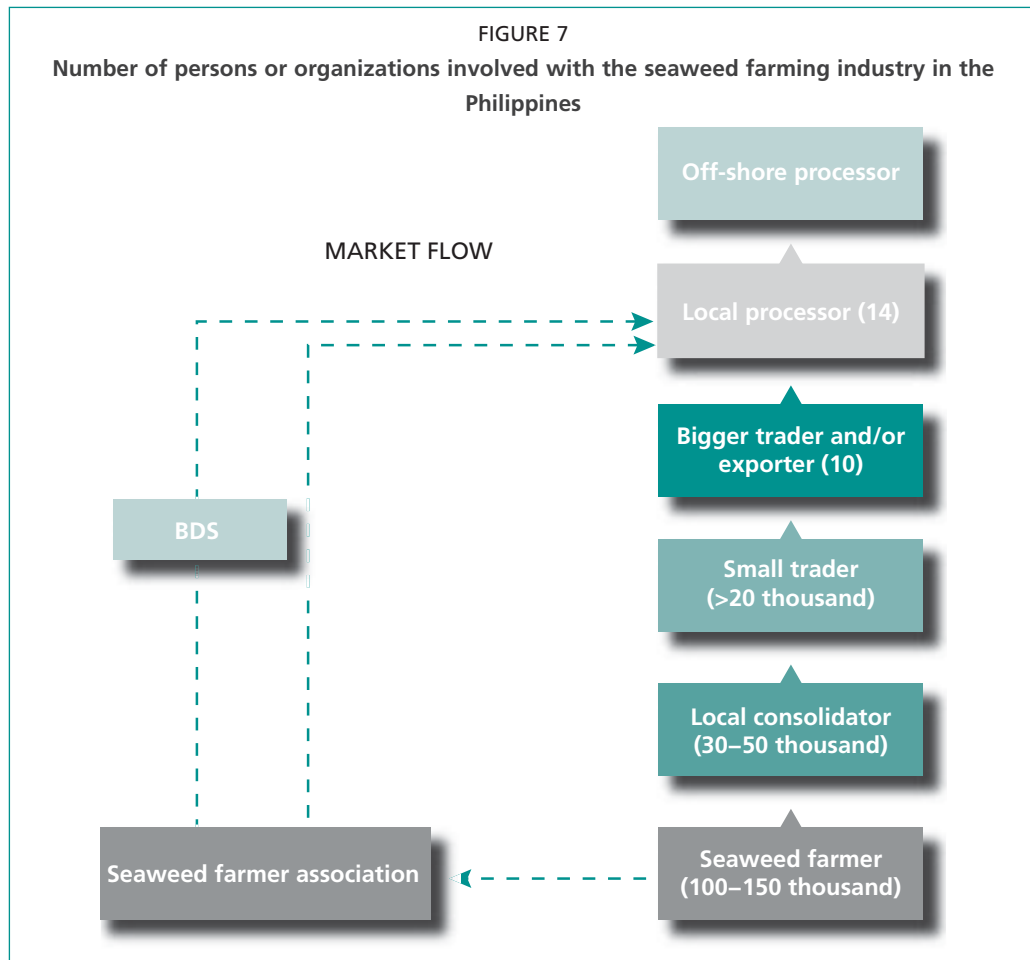 FIGURE 7
Number of persons or organizations involved with the seaweed farming industry in the
Philippines
Off-shore processor
MARKET FLOW
Local processor (14)
Bigger trader and/or
exporter (10)
BDS
Small trader
(>20 thousand)
Local consolidator
(30–50 thousand)
Seaweed farmer association
Seaweed farmer
(100–150 thousand)